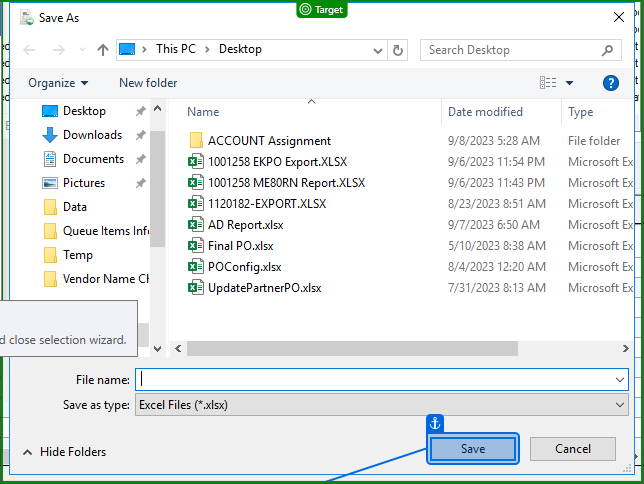 Target
Save As
This PC > Desktop
Search Desktop
Organize
New folder
?
Name
Date modified
Type
Desktop
Downloads
Documents
Pictures
Data
Queue Items Info
Temp
Vendor Name Ch
ACCOUNT Assignment 9/8/2023 5:28 AM File folder
1001258 EKPO Export.XLSX 9/6/2023 11:54 PM Microsoft Ex
1001258 ME80RN Report.XLSX 9/6/2023 11:43 PM Microsoft Ex
1120182-EXPORT.XLSX 8/23/2023 8:51 AM Microsoft Ex
AD Report.xlsx 9/7/2023 6:50 AM Microsoft Ex
Final PO.xlsx 5/10/2023 8:38 AM Microsoft Ex
POConfig.xlsx 8/4/2023 12:20 AM Microsoft Ex
UpdatePartnerPO.xlsx 7/31/2023 8:13 AM Microsoft Ex
d close selection wizard.
File name:
Save as type: Excel Files (*.xlsx)
Hide Folders
Save
Cancel